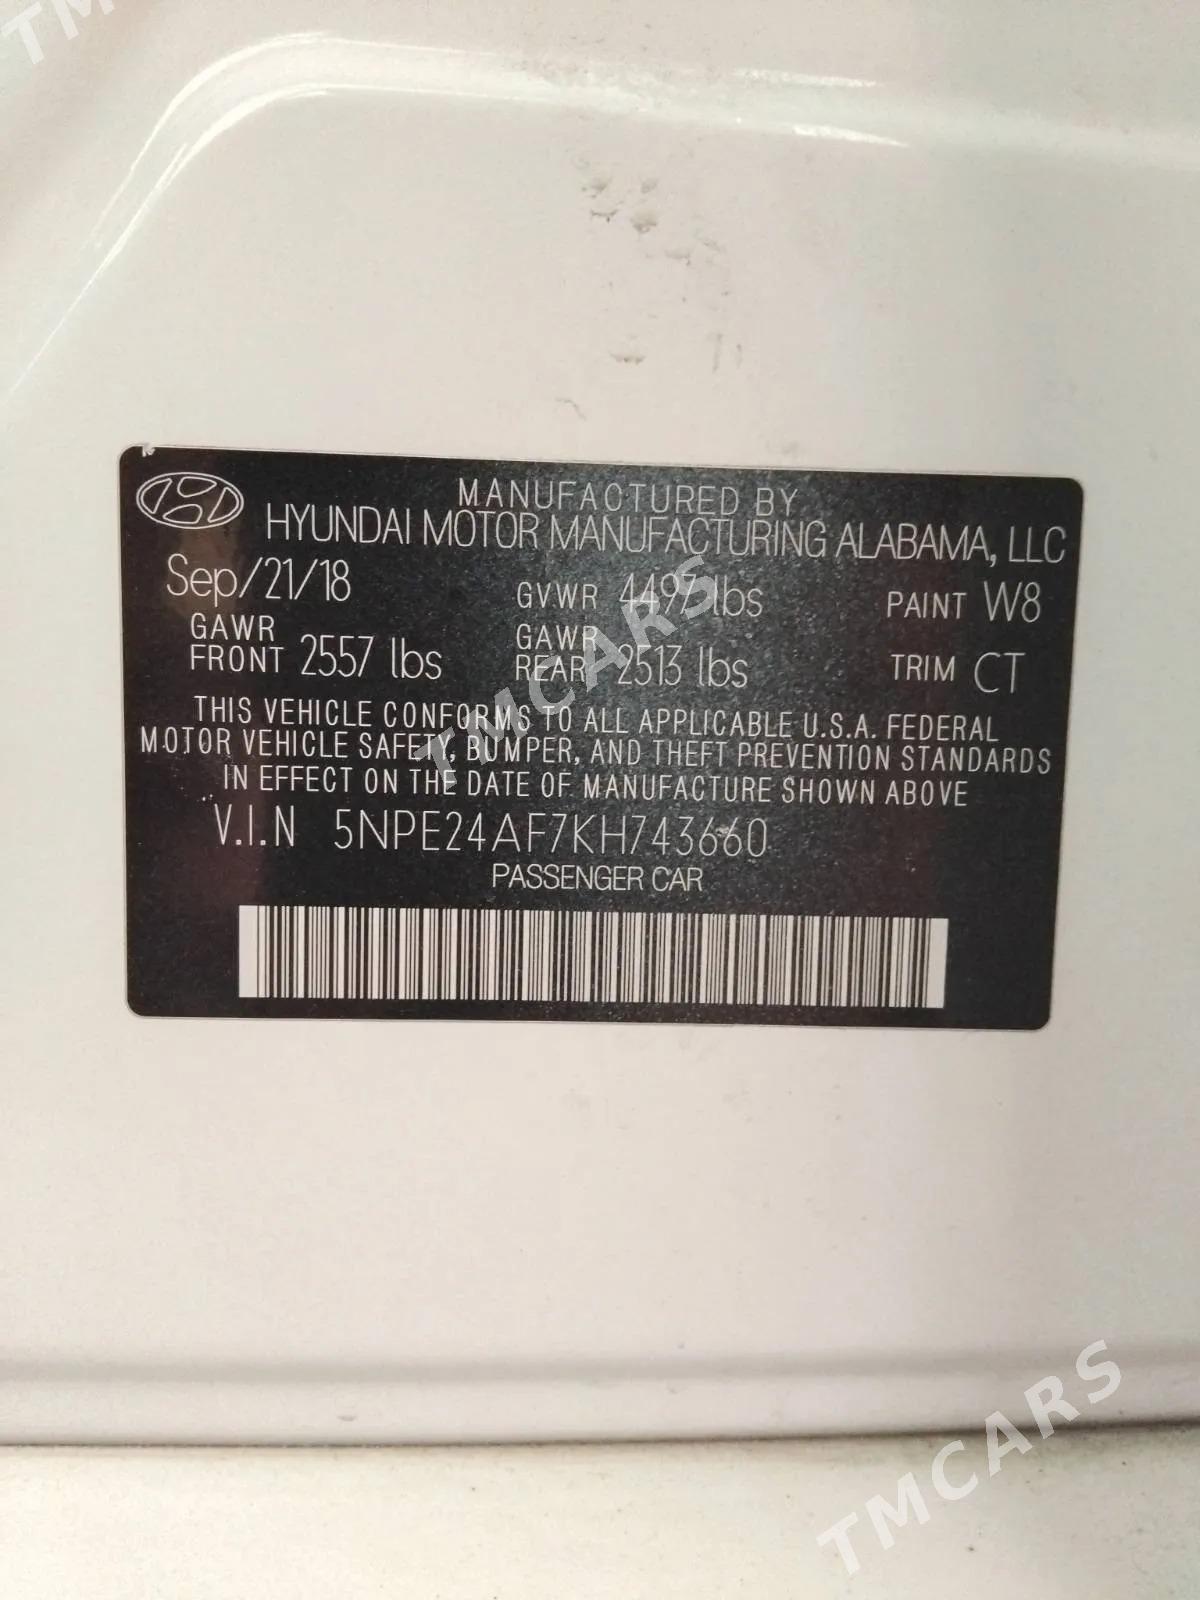 TMCARS
MANUFACTURED BY
HYUNDAI MOTOR MANUFACTURING ALABAMA, LLC
Sep/21/18 GVWR 4497 lbs PAINT W8
GAWR FRONT 2557 lbs GAWR REAR 2513 lbs TRIM CT
THIS VEHICLE CONFORMS TO ALL APPLICABLE U.S.A. FEDERAL
MOTOR VEHICLE SAFETY, BUMPER, AND THEFT PREVENTION STANDARDS
IN EFFECT ON THE DATE OF MANUFACTURE SHOWN ABOVE
V.I.N 5NPE24AF7KH743660
PASSENGER CAR
TMCARS